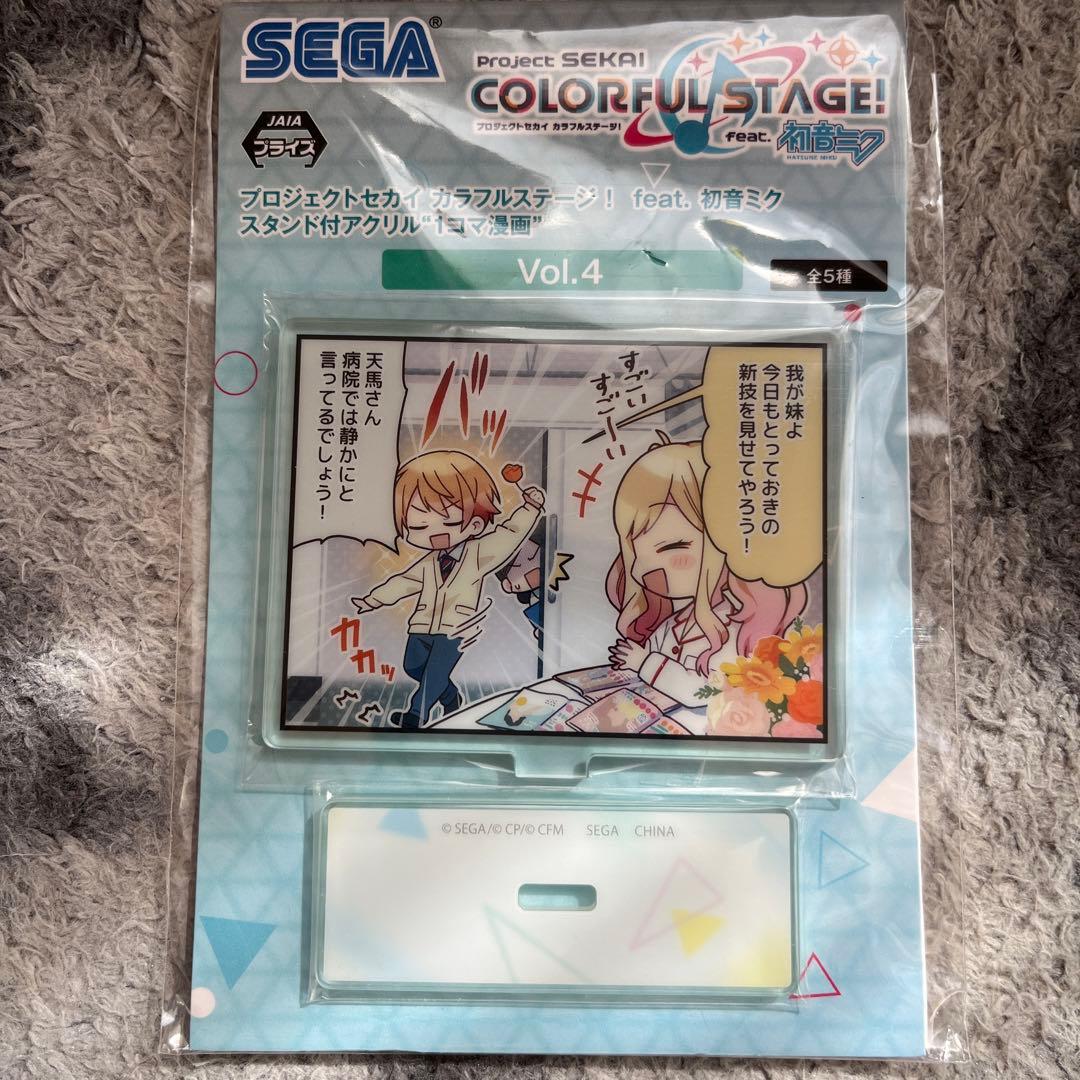 SEGA®
JAIA
プライズ
Project SEKAI
COLORFUL STAGE!
プロジェクトセカイ カラフルステージ!
feat. 初音ミク
HATSUNE MIKU
プロジェクトセカイ カラフルステージ! feat. 初音ミク
スタンド付アクリル“1コマ漫画”
Vol.4
全5種
我が妹よ
今日もとっておきの
新技を見せてやろう!
すごい
すごーい
バッ
天馬さん
病院では静かにと
言ってるでしょう!
カカッ
© SEGA/© CP/© CFM SEGA CHINA